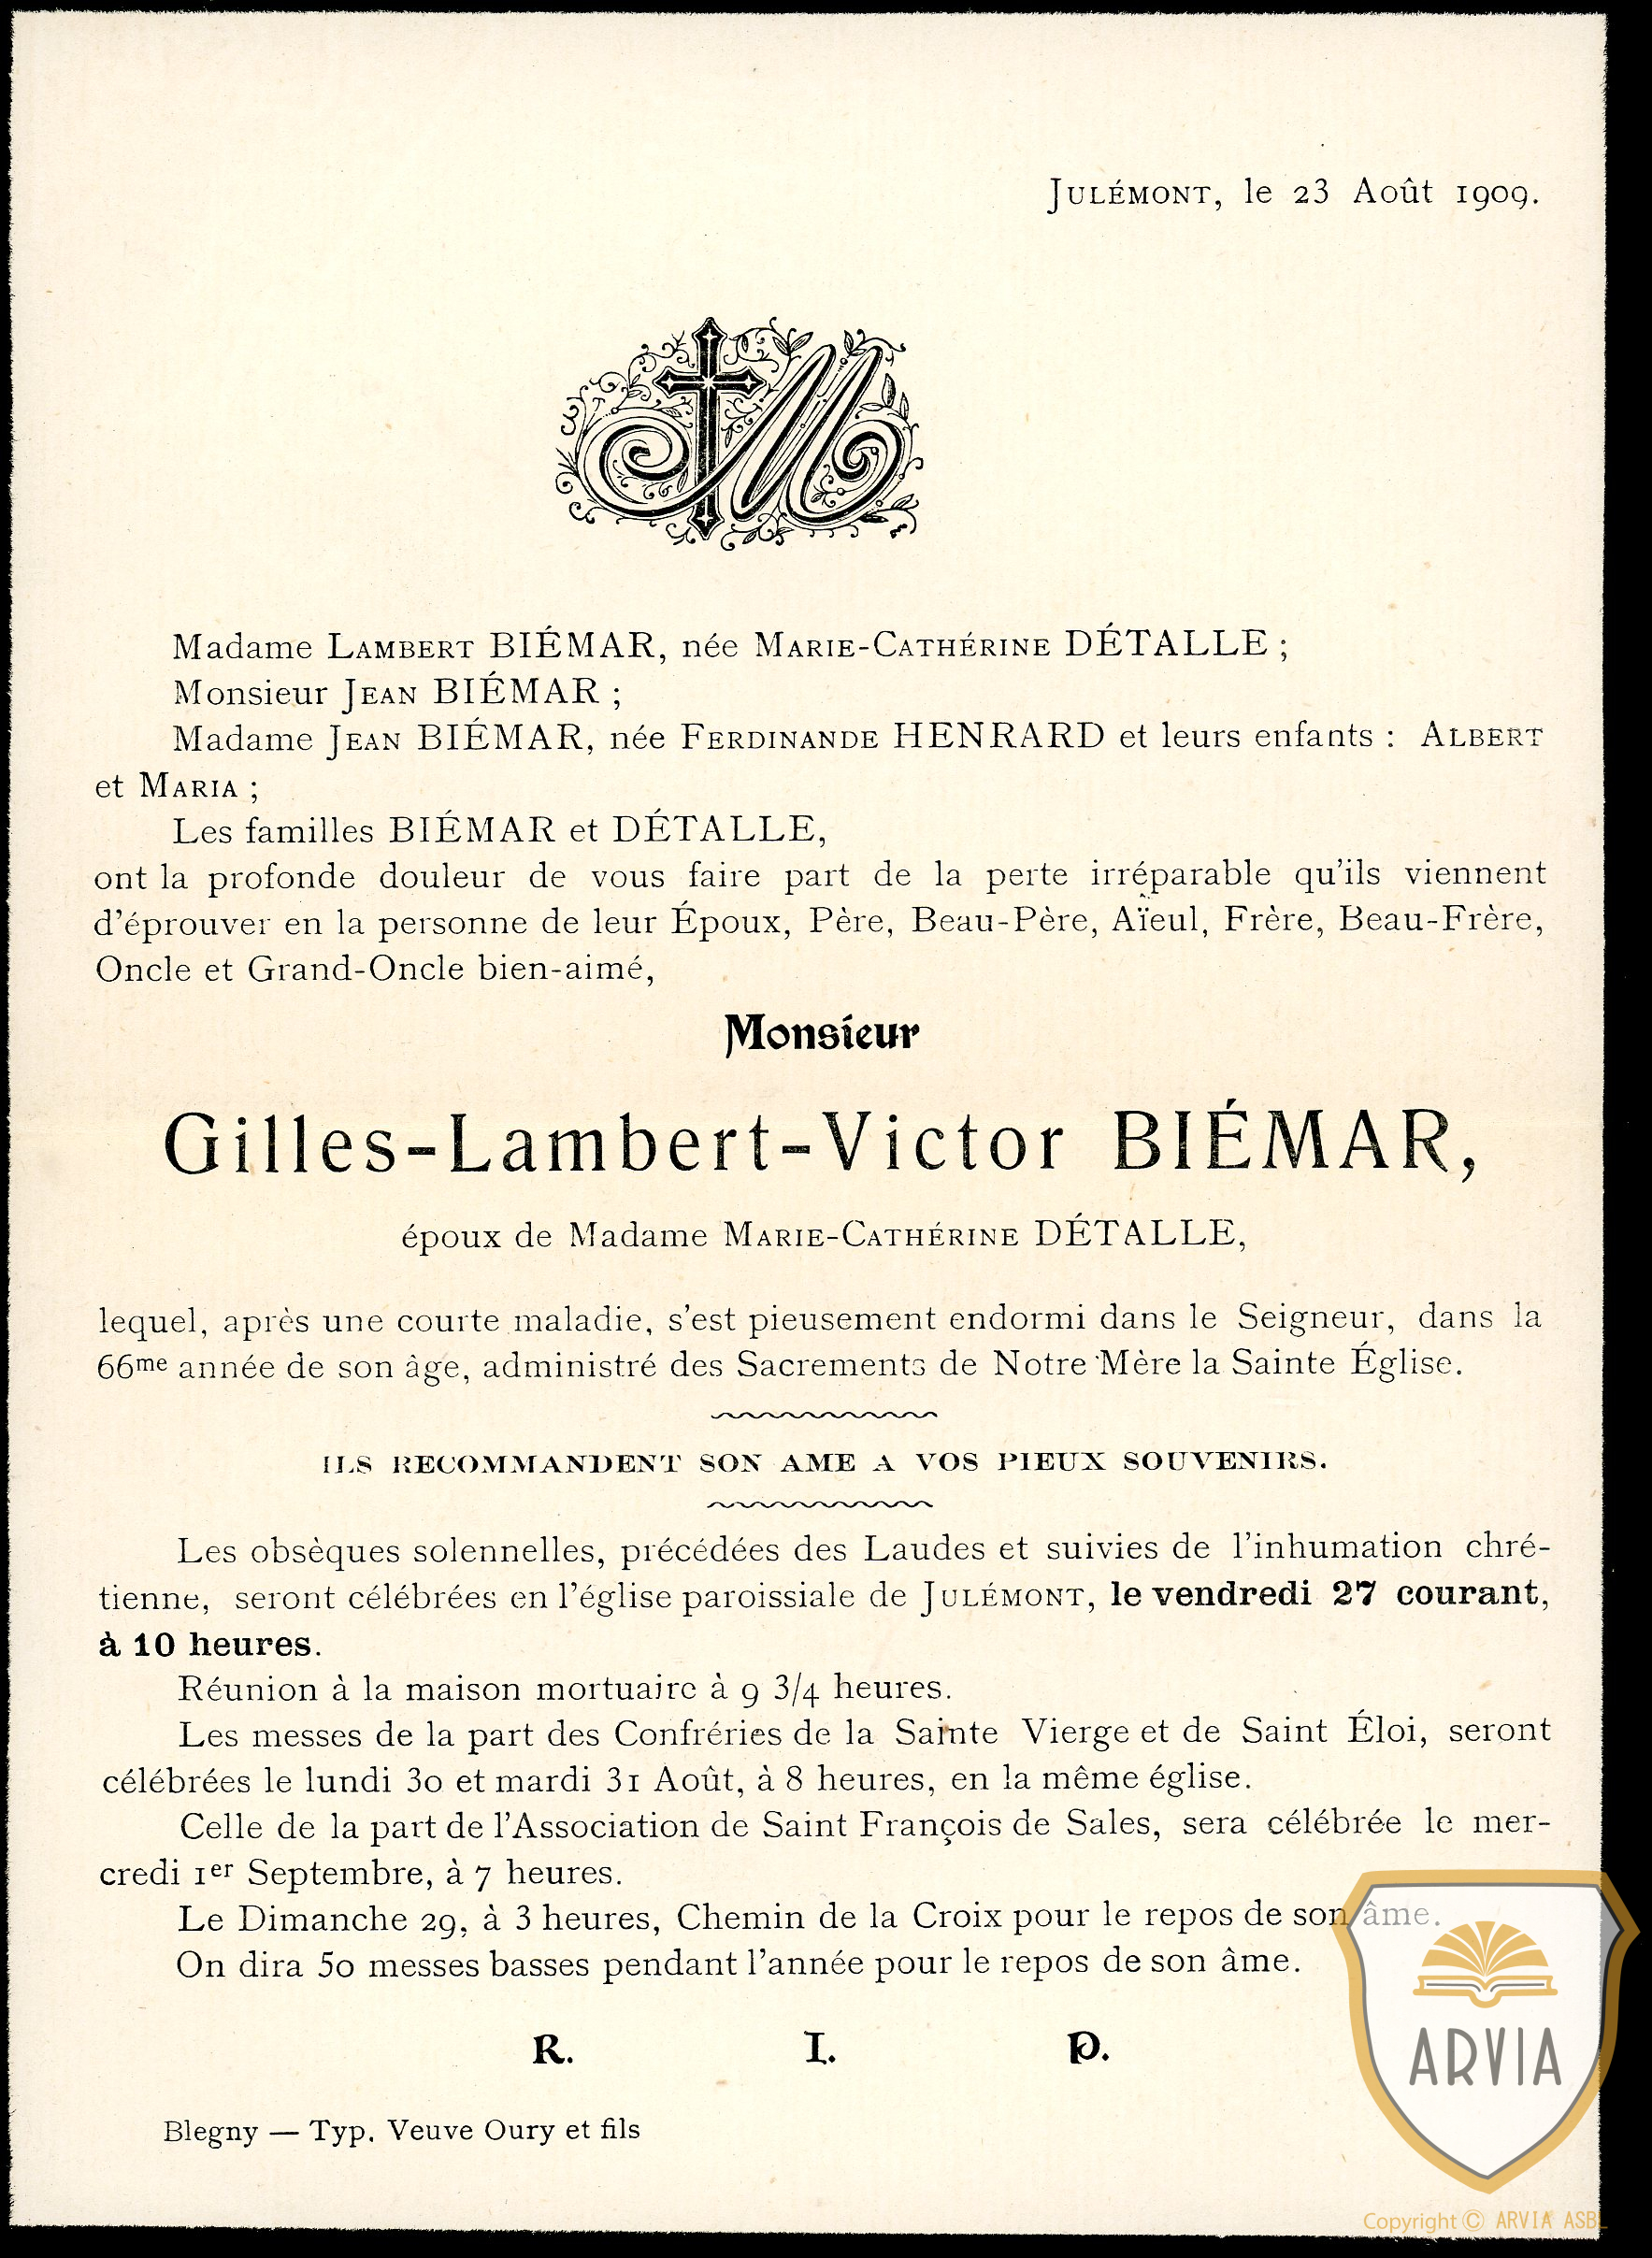 Julémont, le 23 Août 1909.
M
Madame Lambert BIÉMAR, née Marie-Cathérine DÉTALLE ;
Monsieur Jean BIÉMAR ;
Madame Jean BIÉMAR, née Ferdinande HENRARD et leurs enfants : Albert
et Maria ;
Les familles BIÉMAR et DÉTALLE,
ont la profonde douleur de vous faire part de la perte irréparable qu'ils viennent
d'éprouver en la personne de leur Époux, Père, Beau-Père, Aïeul, Frère, Beau-Frère,
Oncle et Grand-Oncle bien-aimé,
Monsieur
Gilles-Lambert-Victor BIÉMAR,
époux de Madame Marie-Cathérine DÉTALLE,
lequel, après une courte maladie, s'est pieusement endormi dans le Seigneur, dans la
66me année de son âge, administré des Sacrements de Notre Mère la Sainte Église.
ILS RECOMMANDENT SON AME A VOS PIEUX SOUVENIRS.
Les obsèques solennelles, précédées des Laudes et suivies de l'inhumation chré-
tienne, seront célébrées en l'église paroissiale de Julémont, le vendredi 27 courant,
à 10 heures.
Réunion à la maison mortuaire à 9 3/4 heures.
Les messes de la part des Confréries de la Sainte Vierge et de Saint Éloi, seront
célébrées le lundi 30 et mardi 31 Août, à 8 heures, en la même église.
Celle de la part de l'Association de Saint François de Sales, sera célébrée le mer-
credi 1er Septembre, à 7 heures.
Le Dimanche 29, à 3 heures, Chemin de la Croix pour le repos de son âme.
On dira 50 messes basses pendant l'année pour le repos de son âme.
R. I. P.
Blegny — Typ. Veuve Oury et fils
ARVIA
Copyright © ARVIA ASBL